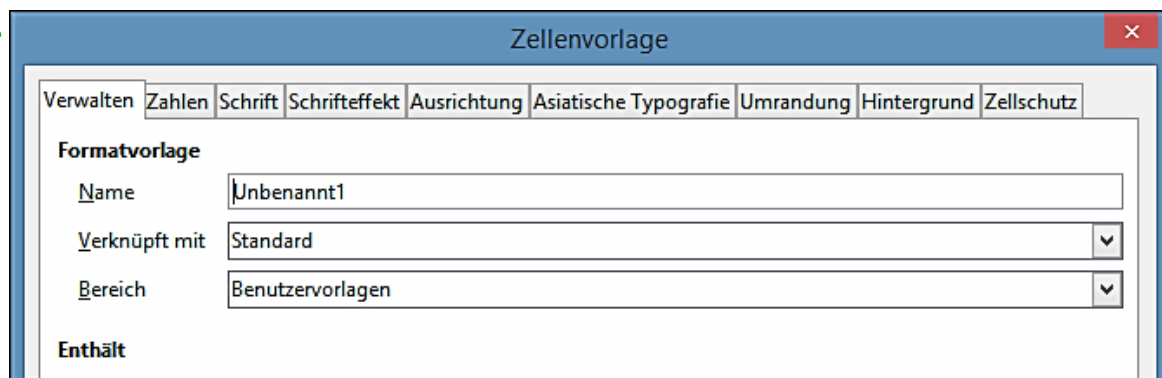 Zellenvorlage
Verwalten Zahlen Schrift Schrifteffekt Ausrichtung Asiatische Typografie Umrandung Hintergrund Zellschutz
Formatvorlage
Name Unbenannt1
Verknüpft mit Standard
Bereich Benutzervorlagen
Enthält